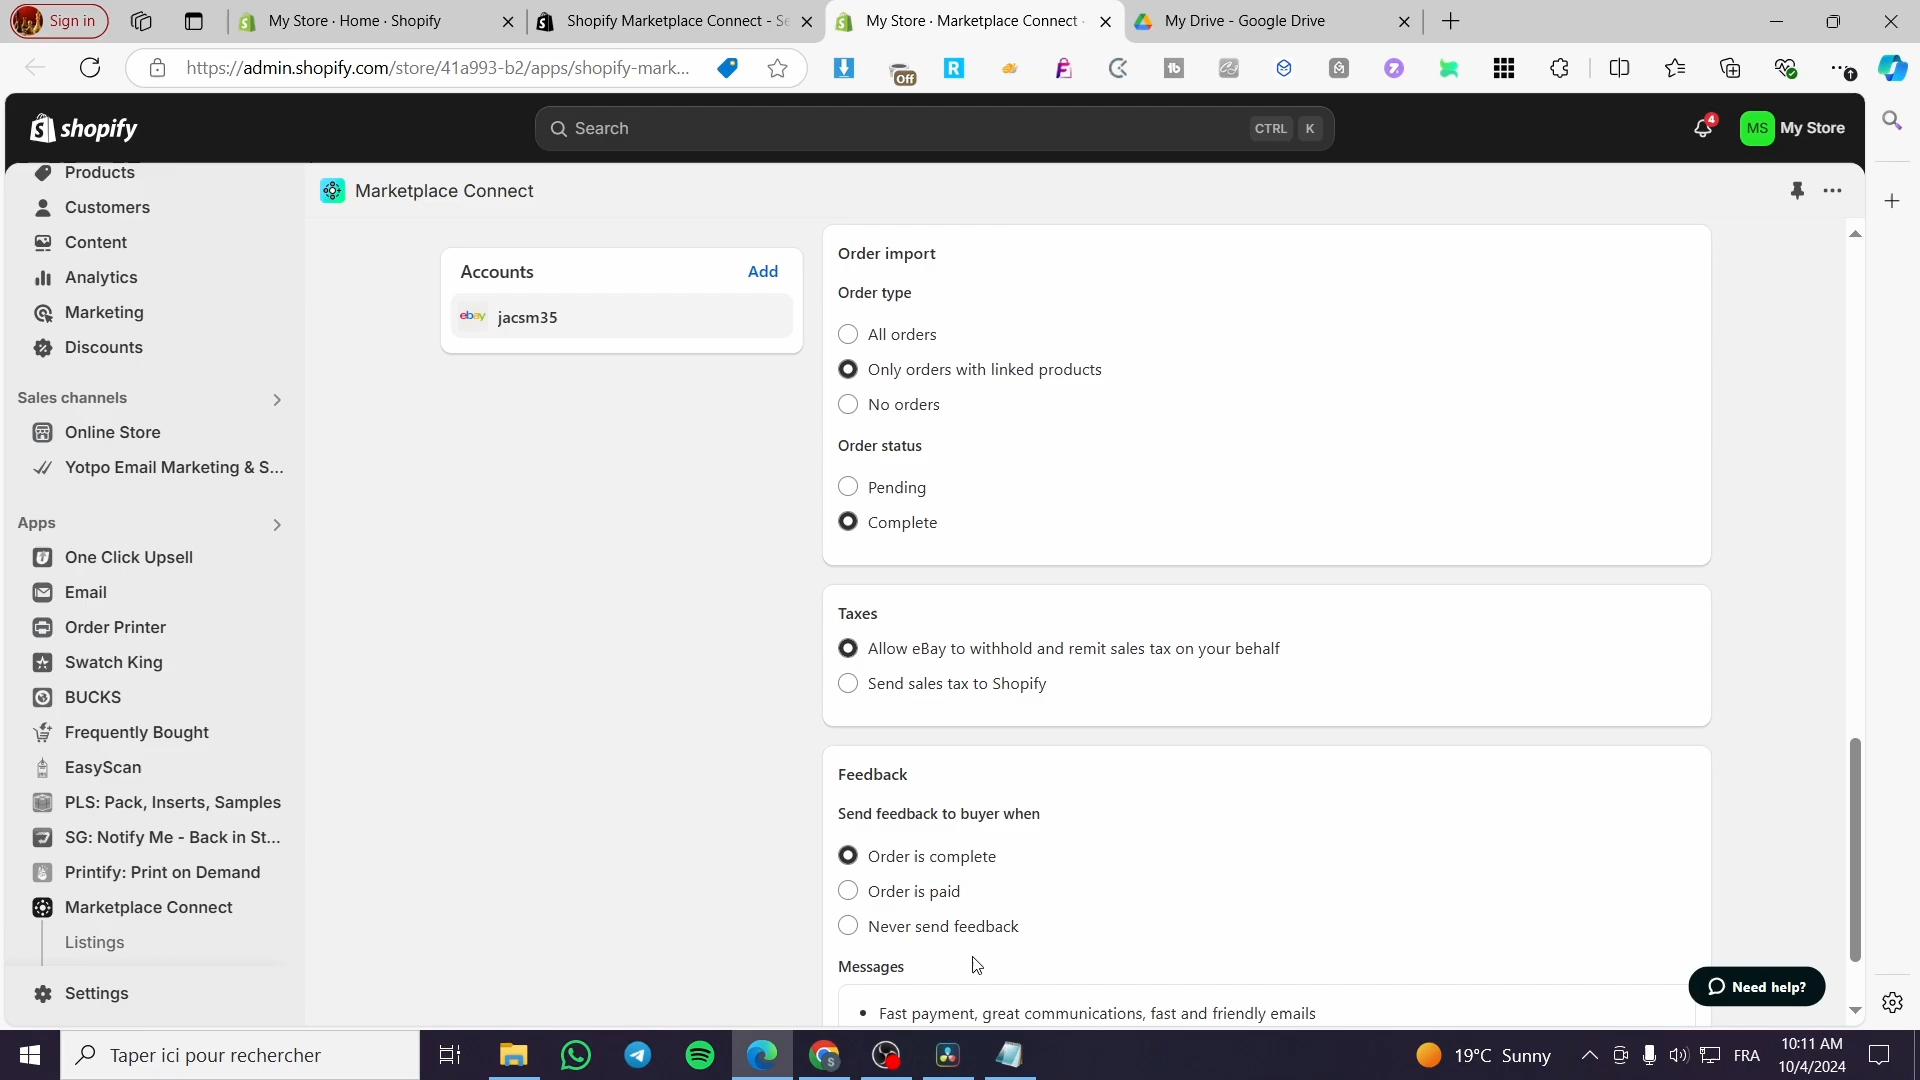 Sign in
My Store · Home · Shopify
Shopify Marketplace Connect - Se
My Store · Marketplace Connect ·
My Drive - Google Drive
https://admin.shopify.com/store/41a993-b2/apps/shopify-mark...
Off
R
tb
shopify
Search
CTRL K
4
MS My Store
Products
Customers
Content
Analytics
Marketing
Discounts
Sales channels
Online Store
Yotpo Email Marketing & S...
Apps
One Click Upsell
Email
Order Printer
Swatch King
BUCKS
Frequently Bought
EasyScan
PLS: Pack, Inserts, Samples
SG: Notify Me - Back in St...
Printify: Print on Demand
Marketplace Connect
Listings
Settings
Marketplace Connect
Accounts Add
ebay jacsm35
Order import
Order type
All orders
Only orders with linked products
No orders
Order status
Pending
Complete
Taxes
Allow eBay to withhold and remit sales tax on your behalf
Send sales tax to Shopify
Feedback
Send feedback to buyer when
Order is complete
Order is paid
Never send feedback
Messages
• Fast payment, great communications, fast and friendly emails
Need help?
Taper ici pour rechercher
19°C Sunny
FRA
10:11 AM
10/4/2024